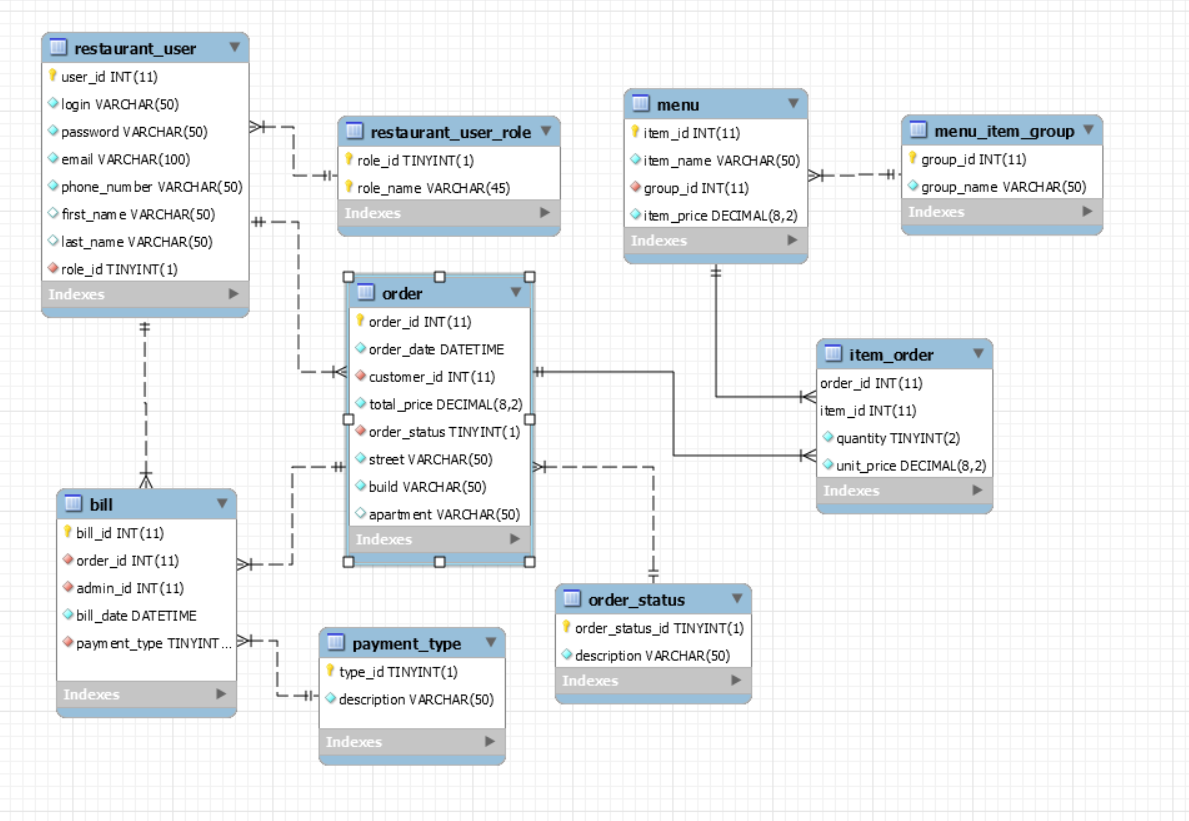 restaurant_user
user_id INT(11)
login VARCHAR(50)
password VARCHAR(50)
email VARCHAR(100)
phone_number VARCHAR(50)
first_name VARCHAR(50)
last_name VARCHAR(50)
role_id TINYINT(1)
Indexes
restaurant_user_role
role_id TINYINT(1)
role_name VARCHAR(45)
Indexes
menu
item_id INT(11)
item_name VARCHAR(50)
group_id INT(11)
item_price DECIMAL(8,2)
Indexes
menu_item_group
group_id INT(11)
group_name VARCHAR(50)
Indexes
order
order_id INT(11)
order_date DATETIME
customer_id INT(11)
total_price DECIMAL(8,2)
order_status TINYINT(1)
street VARCHAR(50)
build VARCHAR(50)
apartment VARCHAR(50)
Indexes
item_order
order_id INT(11)
item_id INT(11)
quantity TINYINT(2)
unit_price DECIMAL(8,2)
Indexes
bill
bill_id INT(11)
order_id INT(11)
admin_id INT(11)
bill_date DATETIME
payment_type TINYINT...
Indexes
payment_type
type_id TINYINT(1)
description VARCHAR(50)
Indexes
order_status
order_status_id TINYINT(1)
description VARCHAR(50)
Indexes